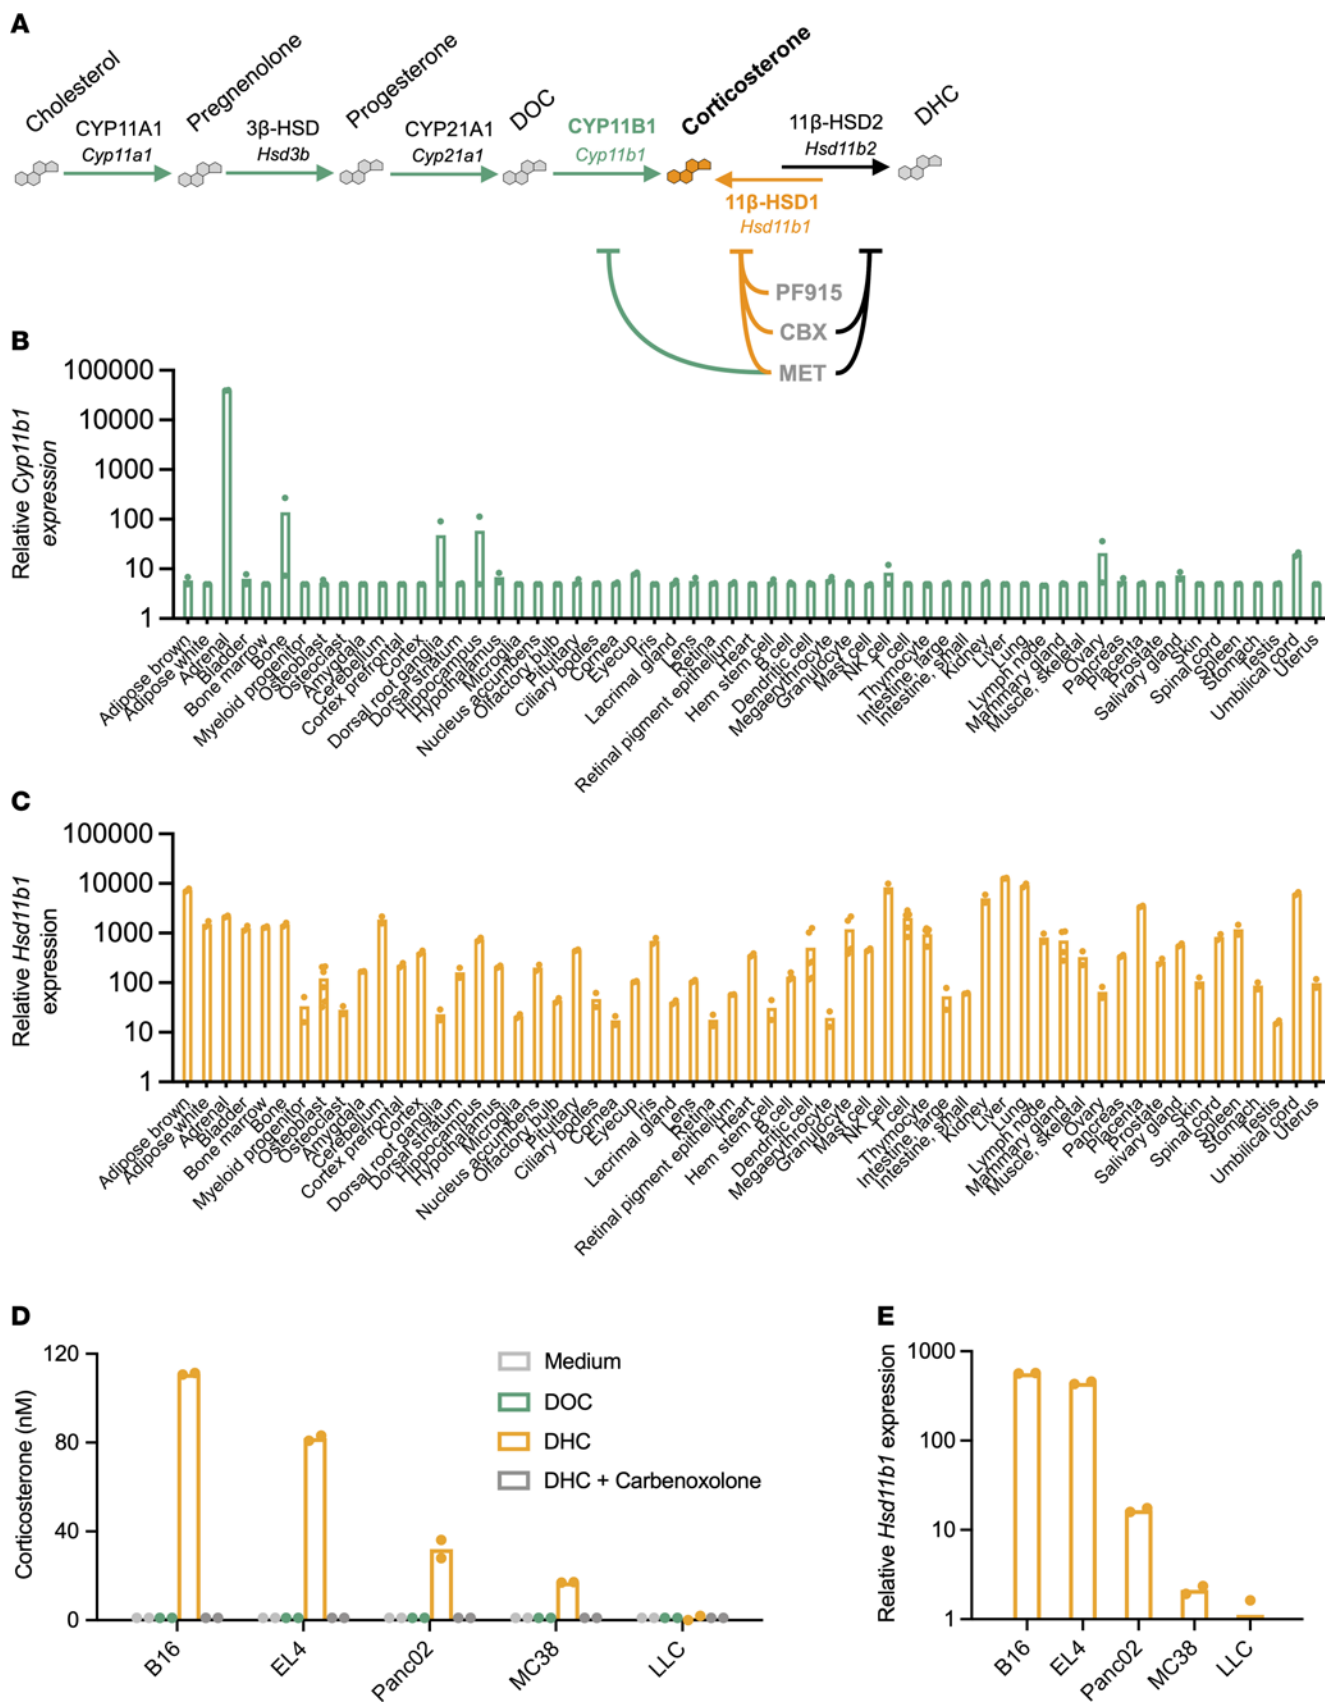 A
Cholesterol
Pregnenolone
Progesterone
DOC
Corticosterone
DHC
CYP11A1
Cyp11a1
3β-HSD
Hsd3b
CYP21A1
Cyp21a1
CYP11B1
Cyp11b1
11β-HSD2
Hsd11b2
11β-HSD1
Hsd11b1
PF915
CBX
MET
B
Relative Cyp11b1
expression
100000
10000
1000
100
10
1
Adipose brown
Adipose white
Adrenal
Bladder
Bone marrow
Bone
Myeloid progenitor
Osteoblast
Osteoclast
Amygdala
Cerebellum
Cortex prefrontal
Cortex
Dorsal root ganglia
Dorsal striatum
Hippocampus
Hypothalamus
Microglia
Nucleus accumbens
Olfactory bulb
Pituitary
Ciliary bodies
Cornea
Eyecup
Iris
Lacrimal gland
Lens
Retina
Retinal pigment epithelium
Heart
Hem stem cell
B cell
Dendritic cell
Megaerythrocyte
Granulocyte
Mast cell
NK cell
T cell
Thymocyte
Intestine, large
Intestine, small
Kidney
Liver
Lung
Lymph node
Mammary gland
Muscle, skeletal
Ovary
Pancreas
Placenta
Prostate
Salivary gland
Skin
Spinal cord
Spleen
Stomach
Testis
Umbilical cord
Uterus
C
Relative Hsd11b1
expression
100000
10000
1000
100
10
1
Adipose brown
Adipose white
Adrenal
Bladder
Bone marrow
Bone
Myeloid progenitor
Osteoblast
Osteoclast
Amygdala
Cerebellum
Cortex prefrontal
Cortex
Dorsal root ganglia
Dorsal striatum
Hippocampus
Hypothalamus
Microglia
Nucleus accumbens
Olfactory bulb
Pituitary
Ciliary bodies
Cornea
Eyecup
Iris
Lacrimal gland
Lens
Retina
Retinal pigment epithelium
Heart
Hem stem cell
B cell
Dendritic cell
Megaerythrocyte
Granulocyte
Mast cell
NK cell
T cell
Thymocyte
Intestine, large
Intestine, small
Kidney
Liver
Lung
Lymph node
Mammary gland
Muscle, skeletal
Ovary
Pancreas
Placenta
Prostate
Salivary gland
Skin
Spinal cord
Spleen
Stomach
Testis
Umbilical cord
Uterus
D
Corticosterone (nM)
120
80
40
0
Medium
DOC
DHC
DHC + Carbenoxolone
B16
EL4
Panc02
MC38
LLC
E
Relative Hsd11b1 expression
1000
100
10
1
B16
EL4
Panc02
MC38
LLC